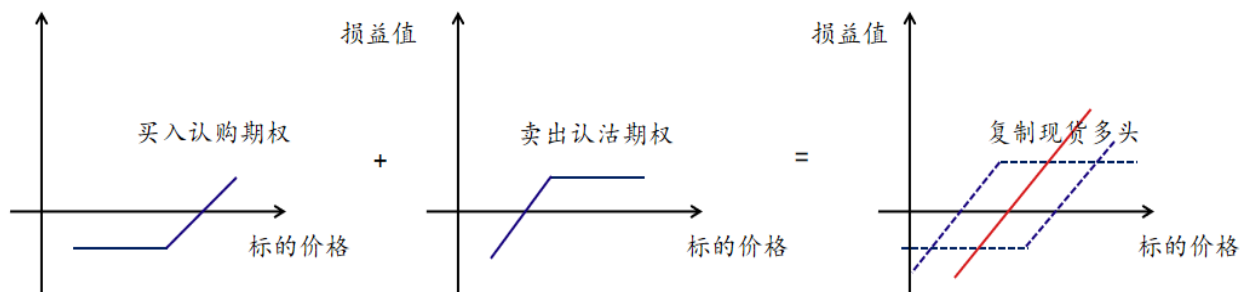 损益值
损益值
买入认购期权
卖出认沽期权
复制现货多头
+
=
标的价格
标的价格
标的价格